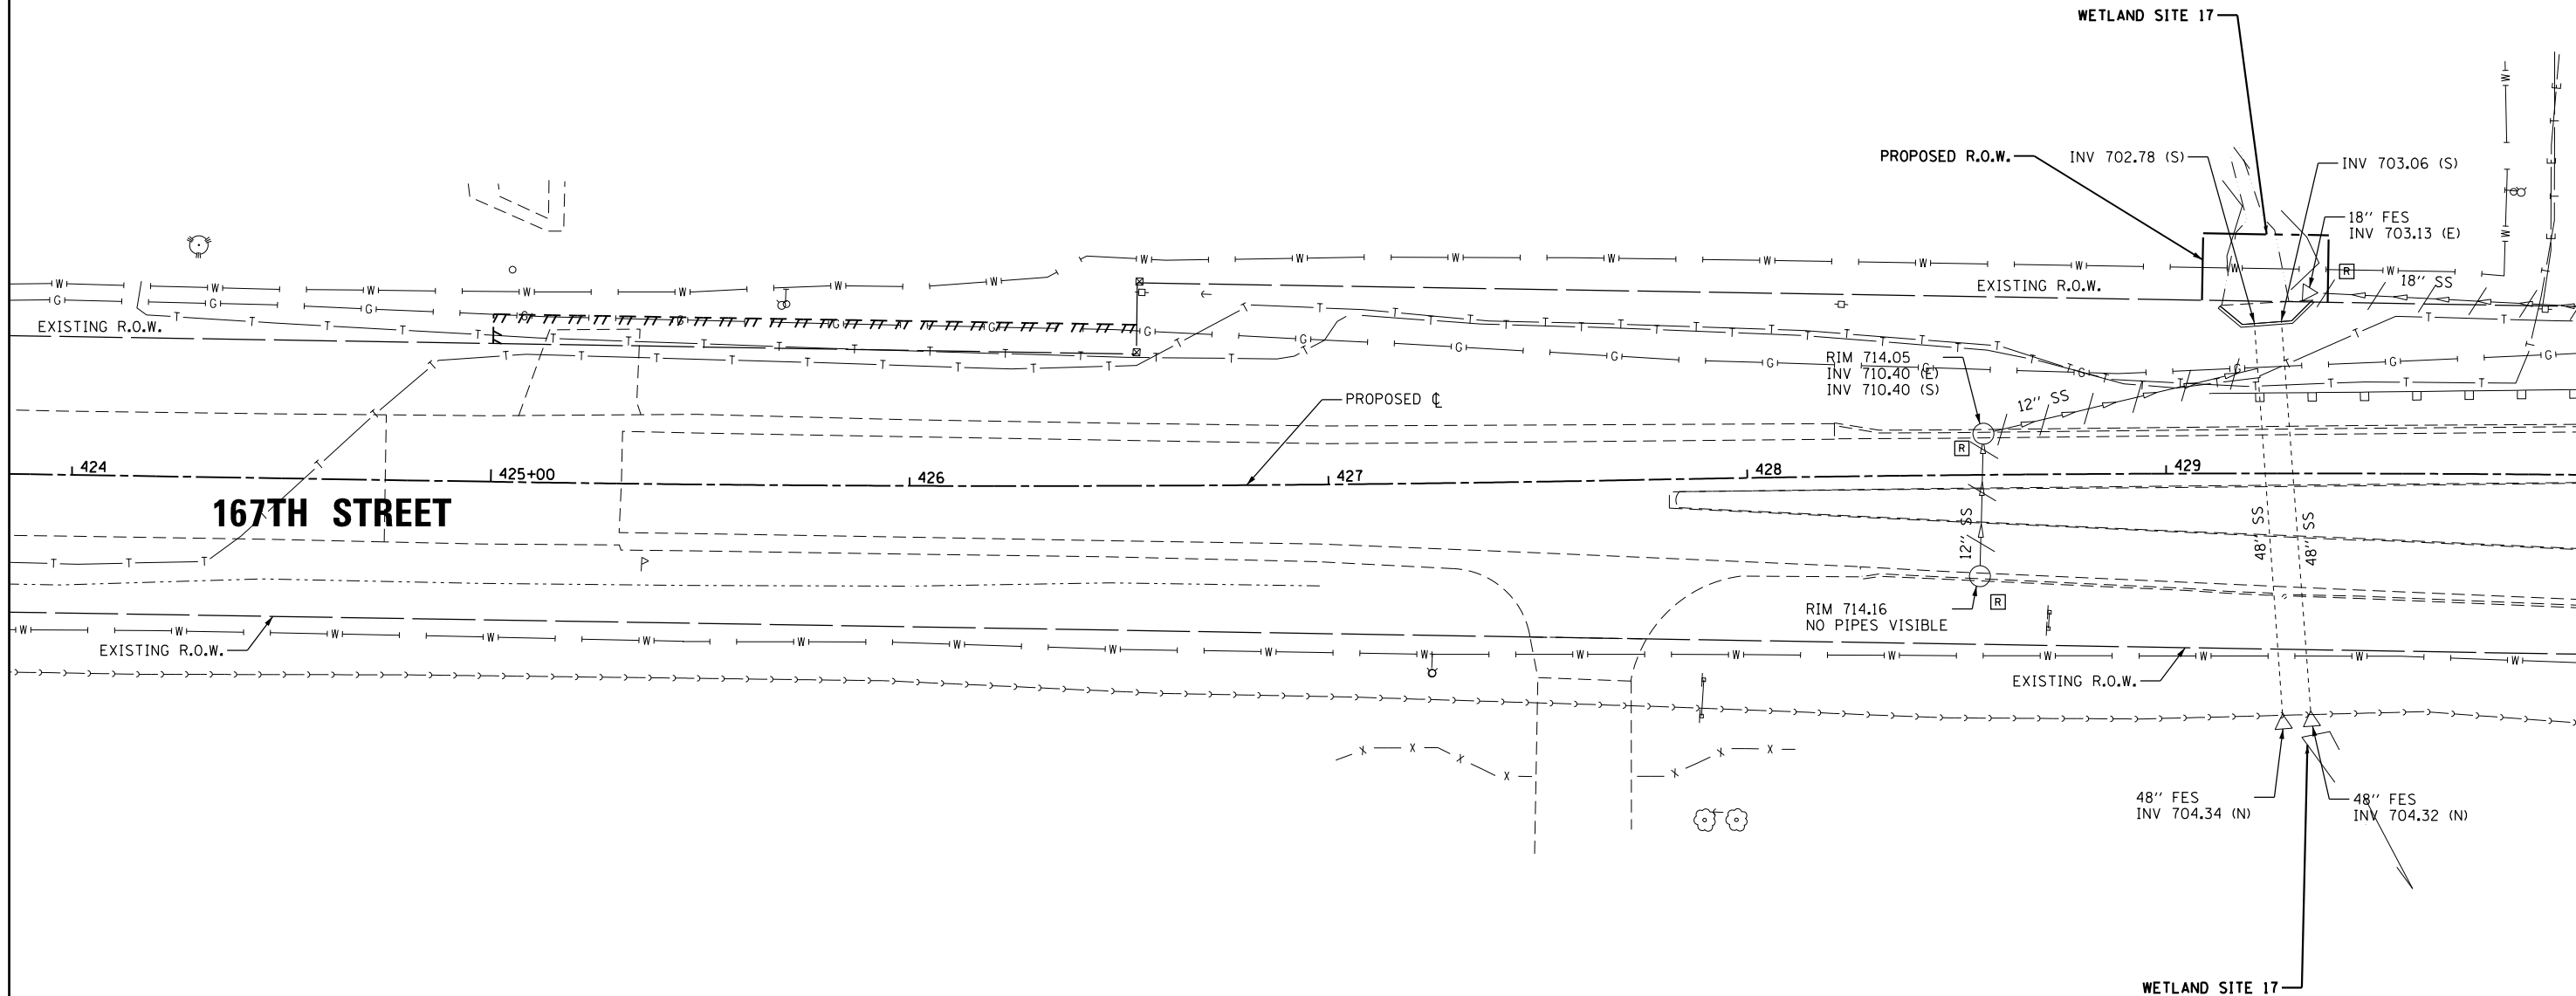 WETLAND SITE 17
PROPOSED R.O.W.
INV 702.78 (S)
INV 703.06 (S)
18'' FES
INV 703.13 (E)
R
18'' SS
EXISTING R.O.W.
EXISTING R.O.W.
RIM 714.05
INV 710.40 (E)
INV 710.40 (S)
12'' SS
PROPOSED ℄
R
424
425+00
426
427
428
429
167TH STREET
12'' SS
48'' SS
48'' SS
R
RIM 714.16
NO PIPES VISIBLE
EXISTING R.O.W.
EXISTING R.O.W.
48'' FES
INV 704.34 (N)
48'' FES
INV 704.32 (N)
WETLAND SITE 17